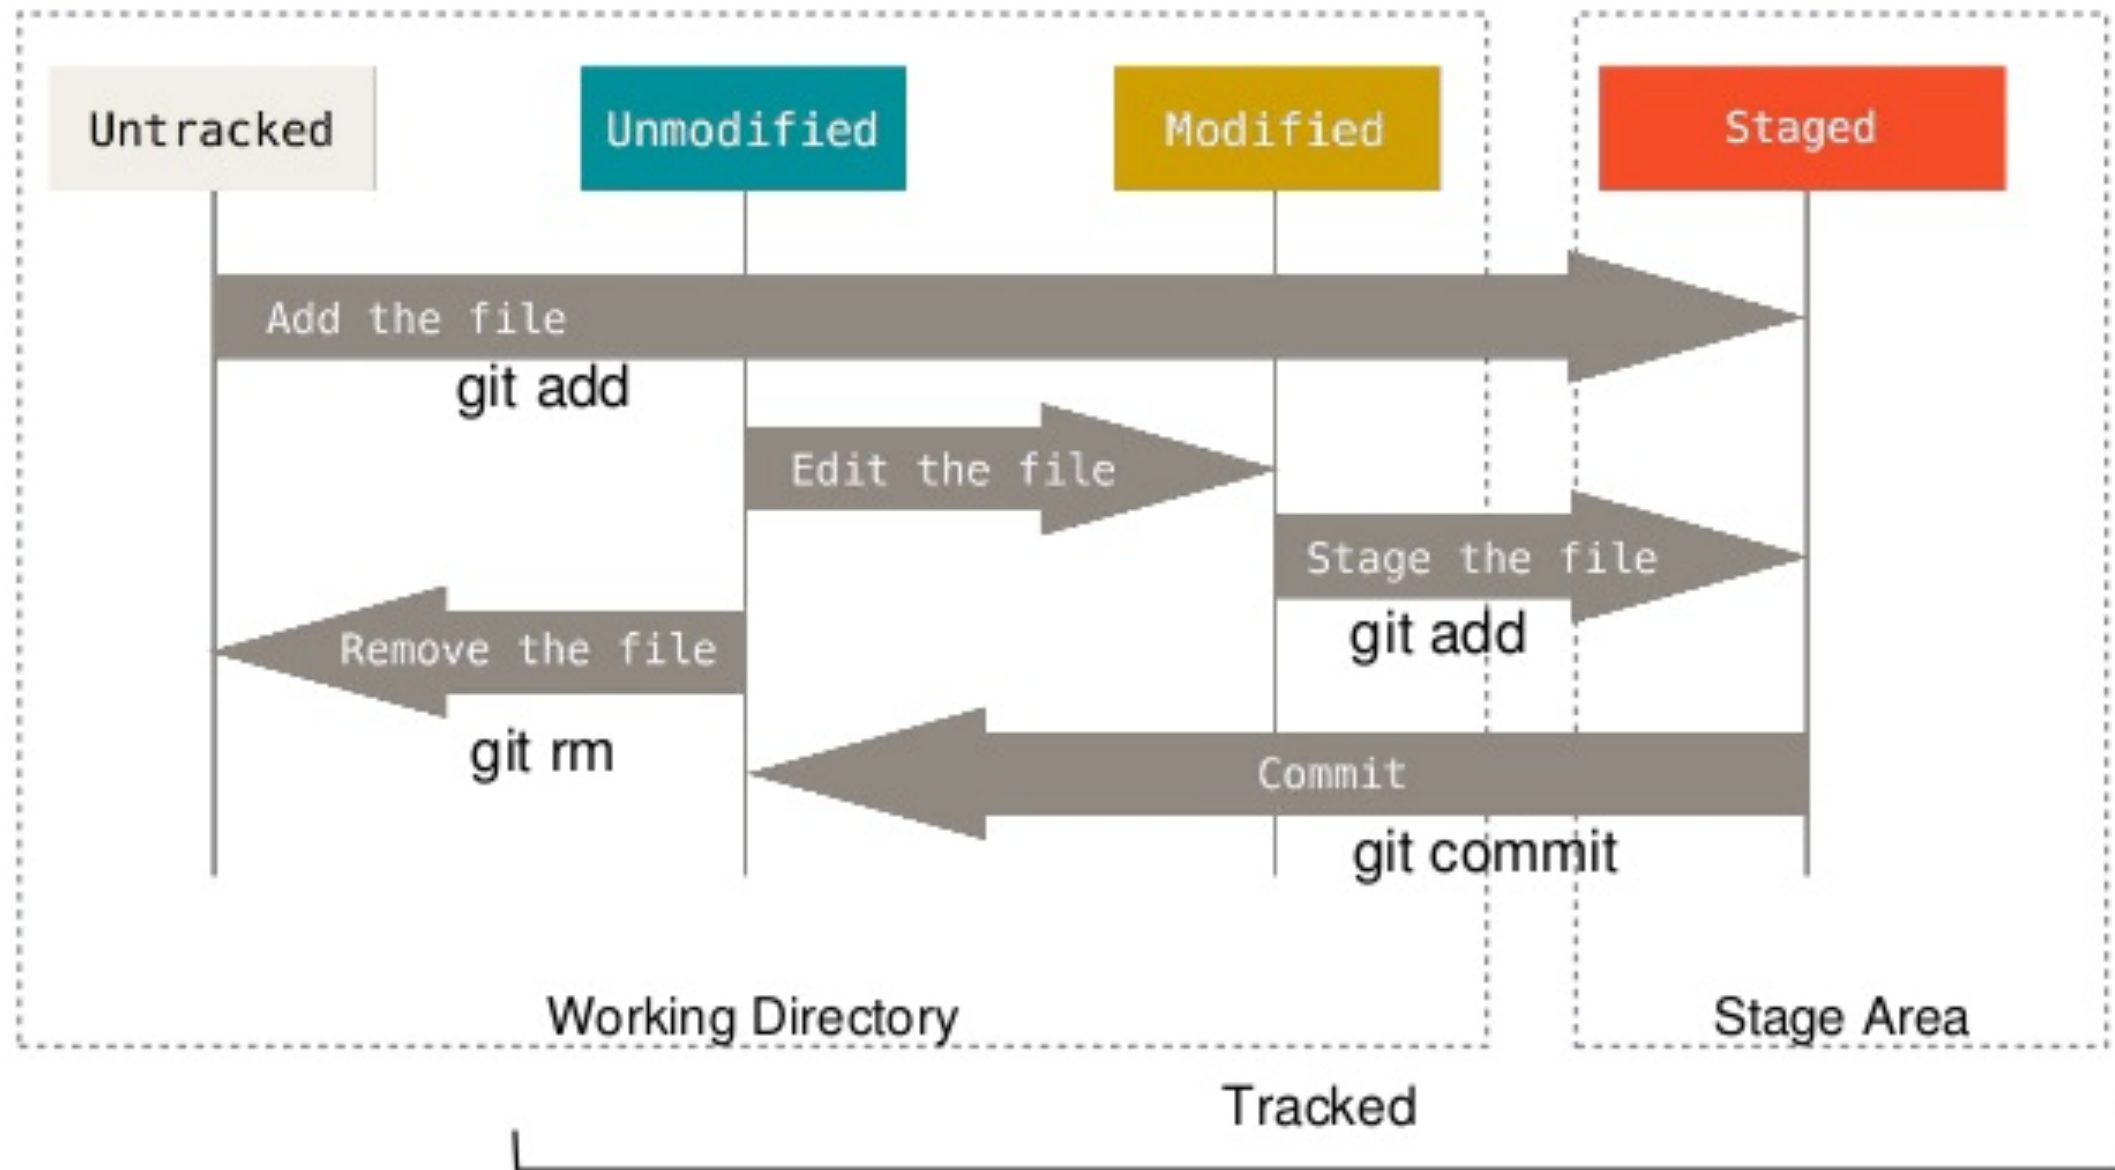 Untracked
Unmodified
Modified
Staged
Add the file
git add
Edit the file
Stage the file
git add
Remove the file
git rm
Commit
git commit
Working Directory
Stage Area
Tracked